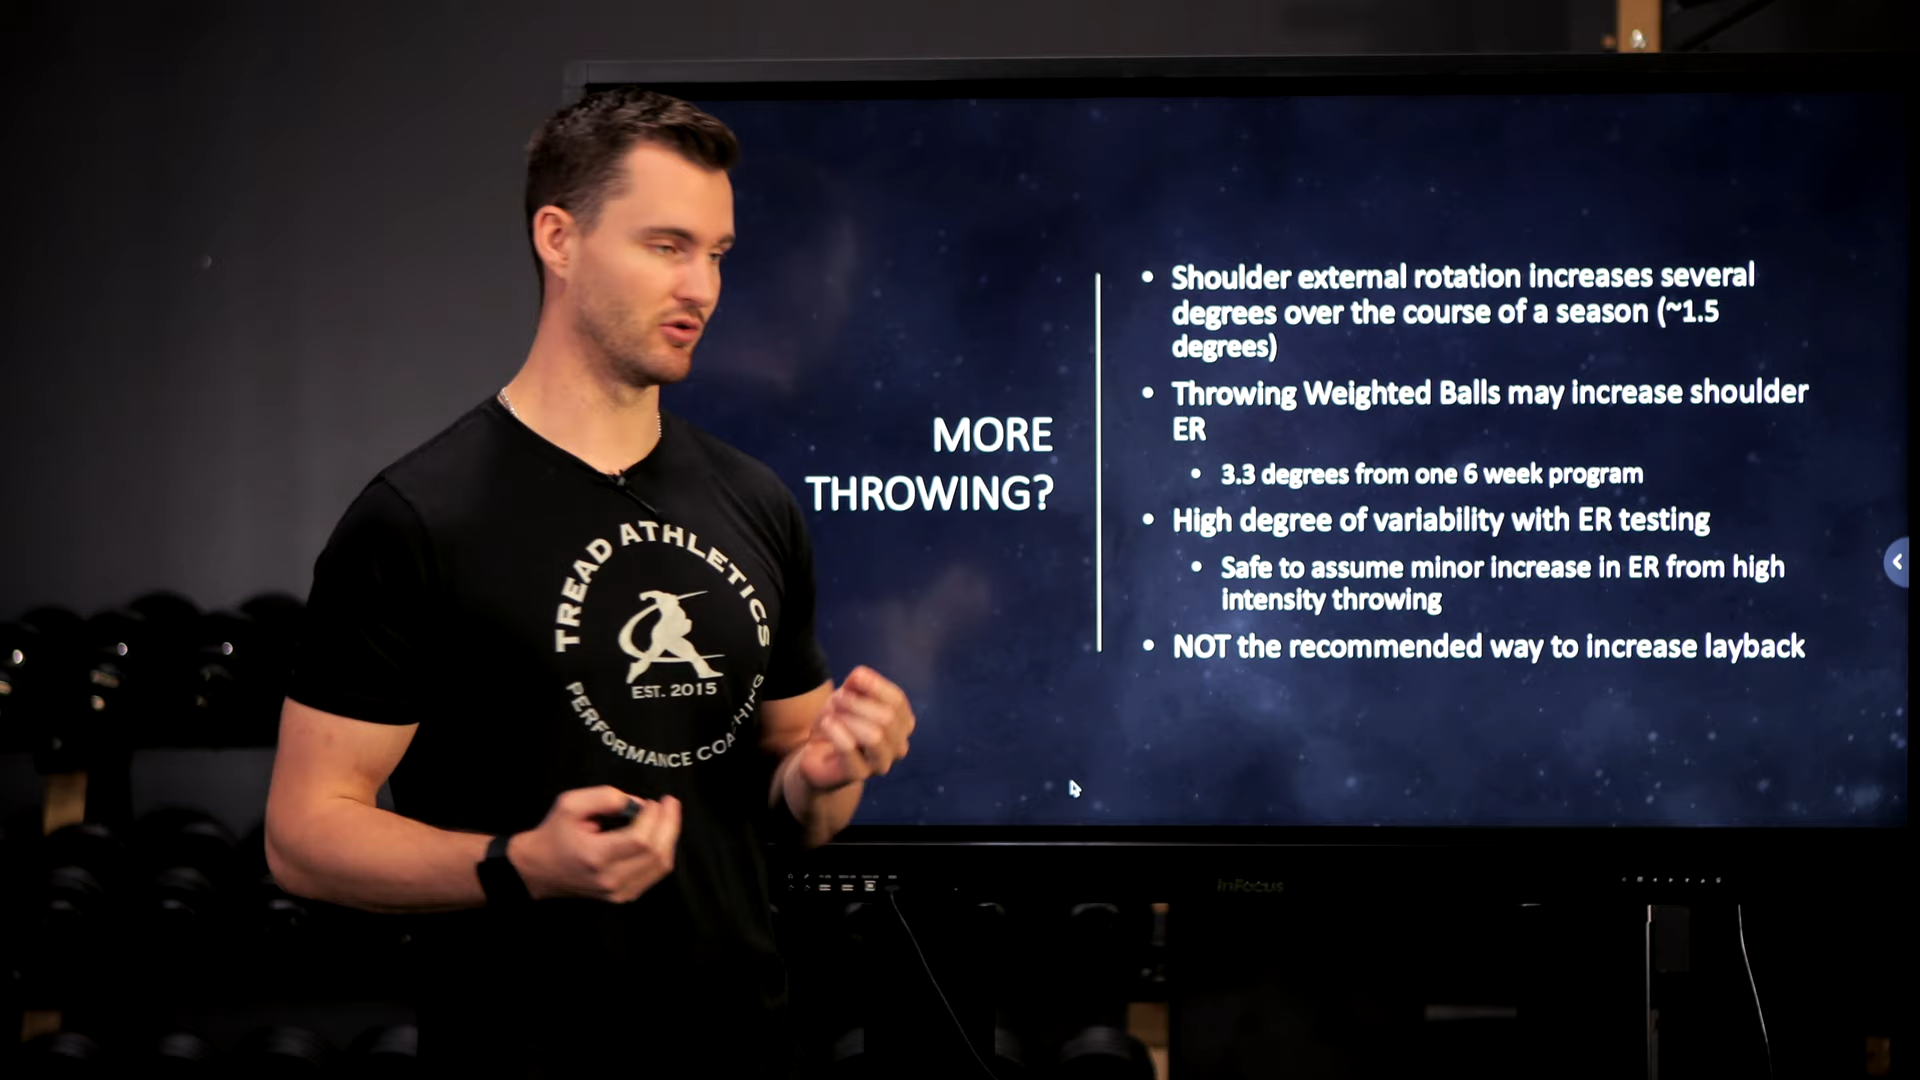 MORE
THROWING?
• Shoulder external rotation increases several
degrees over the course of a season (~1.5
degrees)
• Throwing Weighted Balls may increase shoulder
ER
• 3.3 degrees from one 6 week program
• High degree of variability with ER testing
• Safe to assume minor increase in ER from high
intensity throwing
• NOT the recommended way to increase layback
TREAD ATHLETICS
EST. 2015
PERFORMANCE COACHING
InFocus